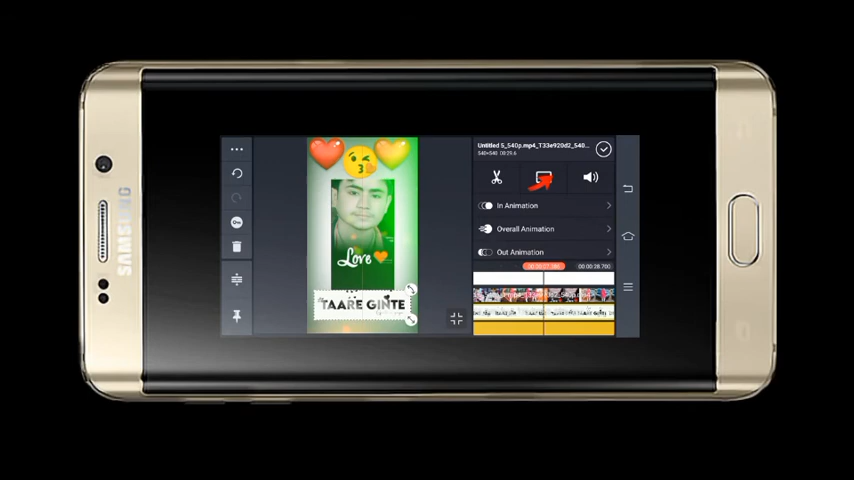 Untitled 5_540p.mp4_T33e920d2_540...
540×540 00:29.6
In Animation
Overall Animation
Out Animation
00:00:28.700
Love
TAARE GINTE
SAMSUNG